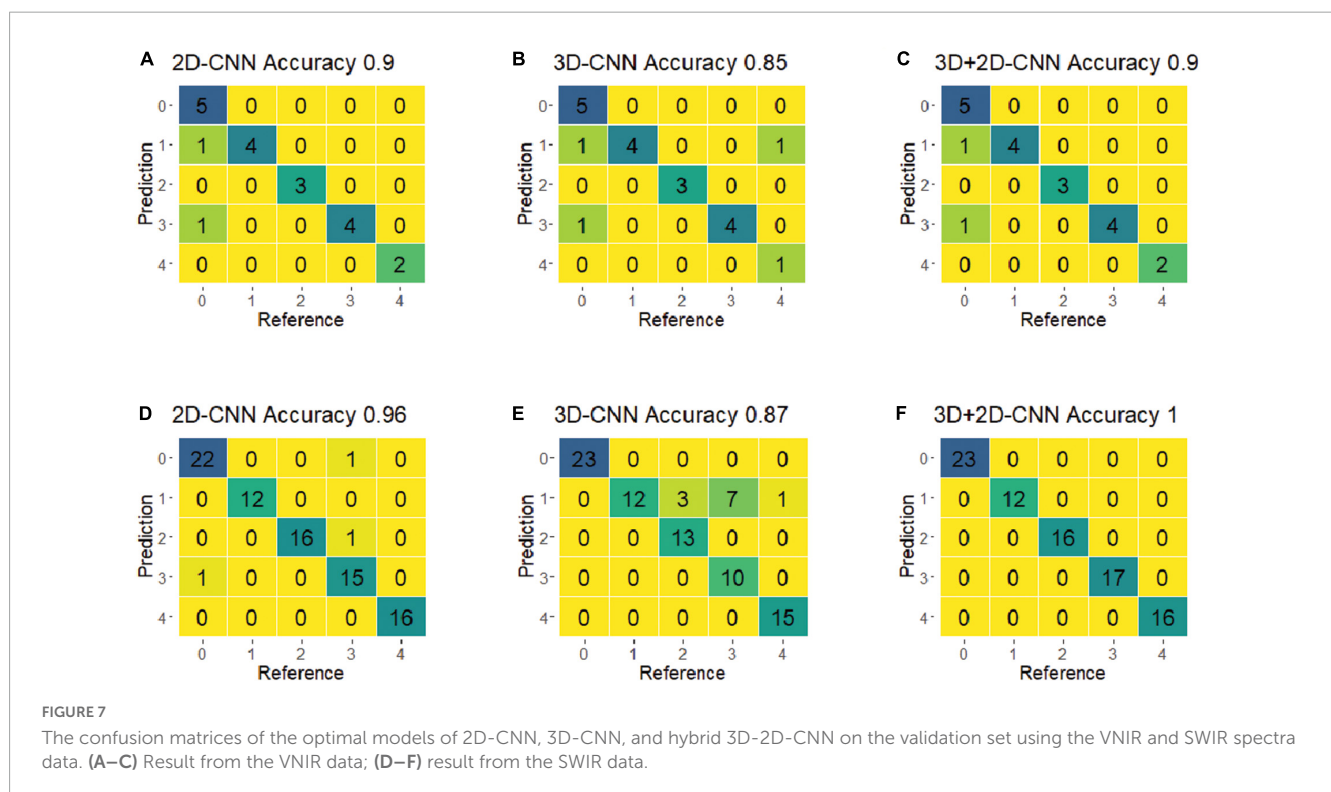 A 2D-CNN Accuracy 0.9
Prediction
0 5 0 0 0 0
1 1 4 0 0 0
2 0 0 3 0 0
3 1 0 0 4 0
4 0 0 0 0 2
0 1 2 3 4
Reference
B 3D-CNN Accuracy 0.85
Prediction
0 5 0 0 0 0
1 1 4 0 0 1
2 0 0 3 0 0
3 1 0 0 4 0
4 0 0 0 0 1
0 1 2 3 4
Reference
C 3D+2D-CNN Accuracy 0.9
Prediction
0 5 0 0 0 0
1 1 4 0 0 0
2 0 0 3 0 0
3 1 0 0 4 0
4 0 0 0 0 2
0 1 2 3 4
Reference
D 2D-CNN Accuracy 0.96
Prediction
0 22 0 0 1 0
1 0 12 0 0 0
2 0 0 16 1 0
3 1 0 0 15 0
4 0 0 0 0 16
0 1 2 3 4
Reference
E 3D-CNN Accuracy 0.87
Prediction
0 23 0 0 0 0
1 0 12 3 7 1
2 0 0 13 0 0
3 0 0 0 10 0
4 0 0 0 0 15
0 1 2 3 4
Reference
F 3D+2D-CNN Accuracy 1
Prediction
0 23 0 0 0 0
1 0 12 0 0 0
2 0 0 16 0 0
3 0 0 0 17 0
4 0 0 0 0 16
0 1 2 3 4
Reference
FIGURE 7
The confusion matrices of the optimal models of 2D-CNN, 3D-CNN, and hybrid 3D-2D-CNN on the validation set using the VNIR and SWIR spectra
data. (A–C) Result from the VNIR data; (D–F) result from the SWIR data.